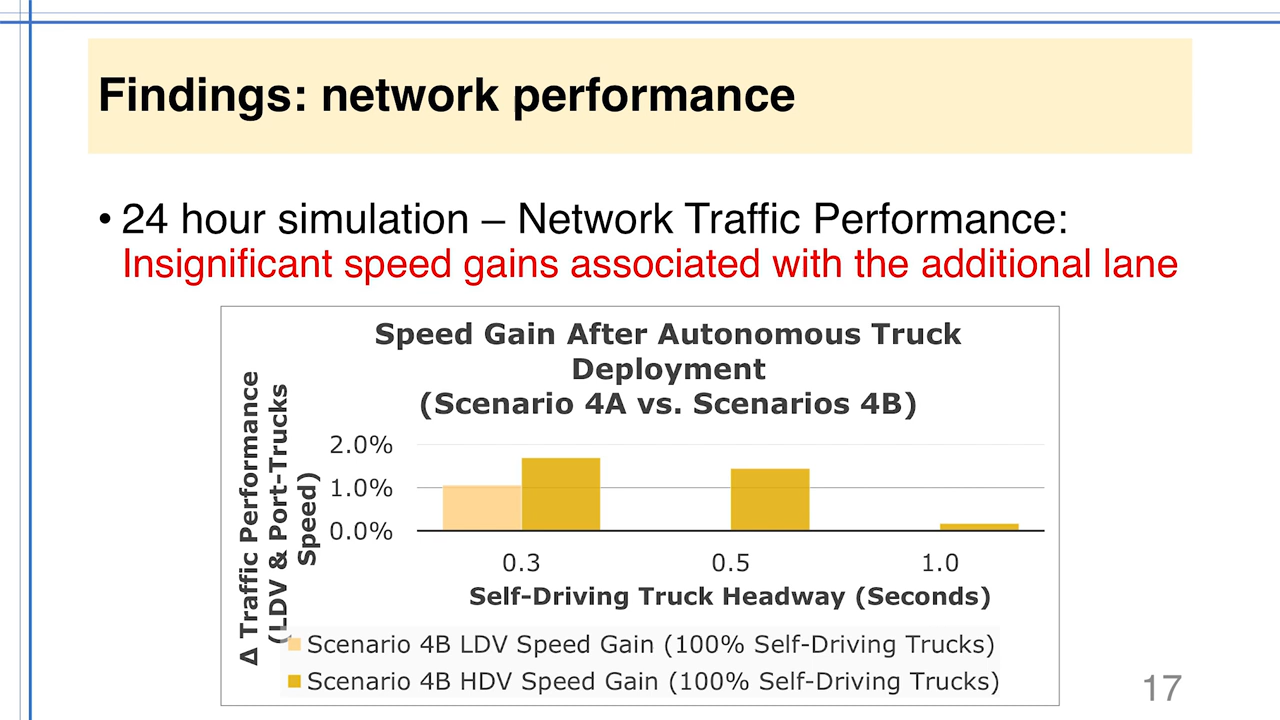 Findings: network performance
• 24 hour simulation – Network Traffic Performance:
Insignificant speed gains associated with the additional lane
Speed Gain After Autonomous Truck
Deployment
(Scenario 4A vs. Scenarios 4B)
Δ Traffic Performance
(LDV & Port-Trucks
Speed)
2.0%
1.0%
0.0%
0.3 0.5 1.0
Self-Driving Truck Headway (Seconds)
Scenario 4B LDV Speed Gain (100% Self-Driving Trucks)
Scenario 4B HDV Speed Gain (100% Self-Driving Trucks)
17